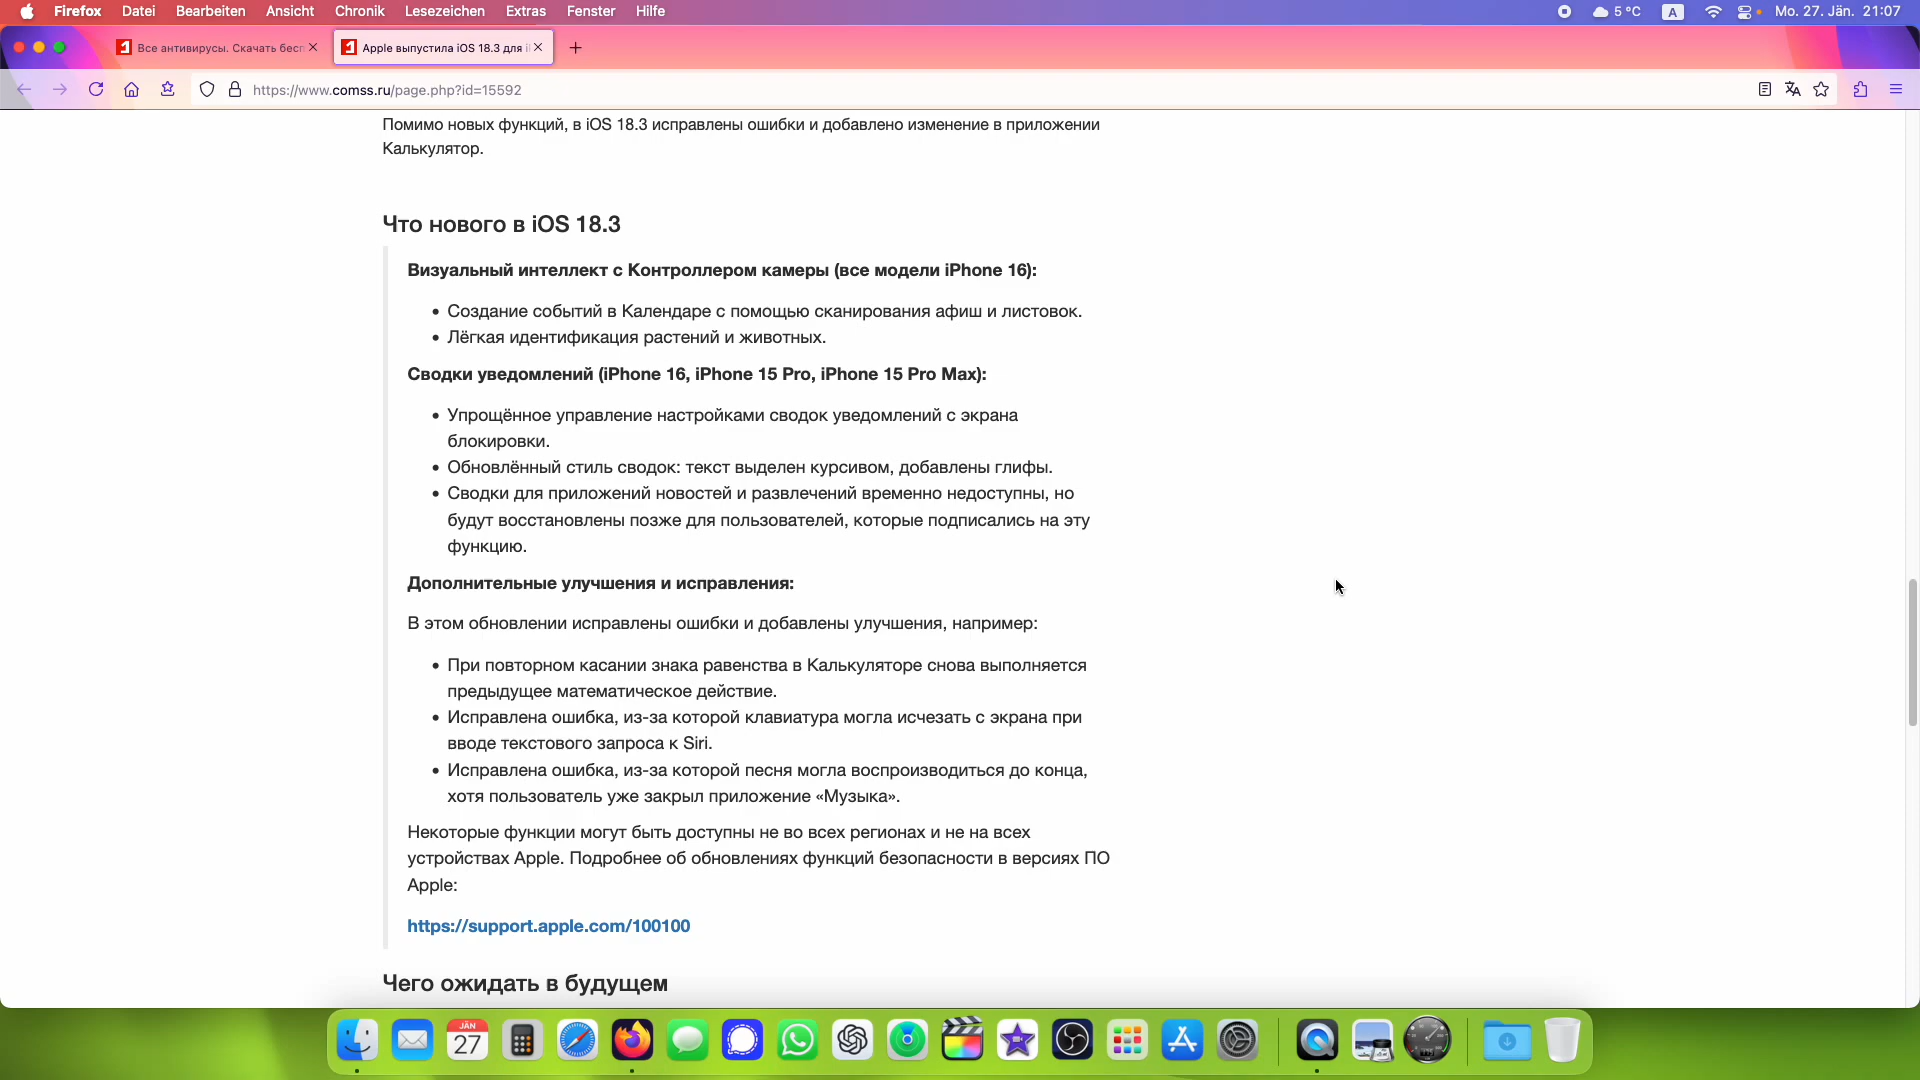 Firefox Datei Bearbeiten Ansicht Chronik Lesezeichen Extras Fenster Hilfe 5 °C A Mo. 27. Jän. 21:07
Все антивирусы. Скачать бесп
Apple выпустила iOS 18.3 для i
https://www.comss.ru/page.php?id=15592
Помимо новых функций, в iOS 18.3 исправлены ошибки и добавлено изменение в приложении
Калькулятор.
Что нового в iOS 18.3
Визуальный интеллект с Контроллером камеры (все модели iPhone 16):
• Создание событий в Календаре с помощью сканирования афиш и листовок.
• Лёгкая идентификация растений и животных.
Сводки уведомлений (iPhone 16, iPhone 15 Pro, iPhone 15 Pro Max):
• Упрощённое управление настройками сводок уведомлений с экрана
блокировки.
• Обновлённый стиль сводок: текст выделен курсивом, добавлены глифы.
• Сводки для приложений новостей и развлечений временно недоступны, но
будут восстановлены позже для пользователей, которые подписались на эту
функцию.
Дополнительные улучшения и исправления:
В этом обновлении исправлены ошибки и добавлены улучшения, например:
• При повторном касании знака равенства в Калькуляторе снова выполняется
предыдущее математическое действие.
• Исправлена ошибка, из-за которой клавиатура могла исчезать с экрана при
вводе текстового запроса к Siri.
• Исправлена ошибка, из-за которой песня могла воспроизводиться до конца,
хотя пользователь уже закрыл приложение «Музыка».
Некоторые функции могут быть доступны не во всех регионах и не на всех
устройствах Apple. Подробнее об обновлениях функций безопасности в версиях ПО
Apple:
https://support.apple.com/100100
Чего ожидать в будущем
JÄN
27